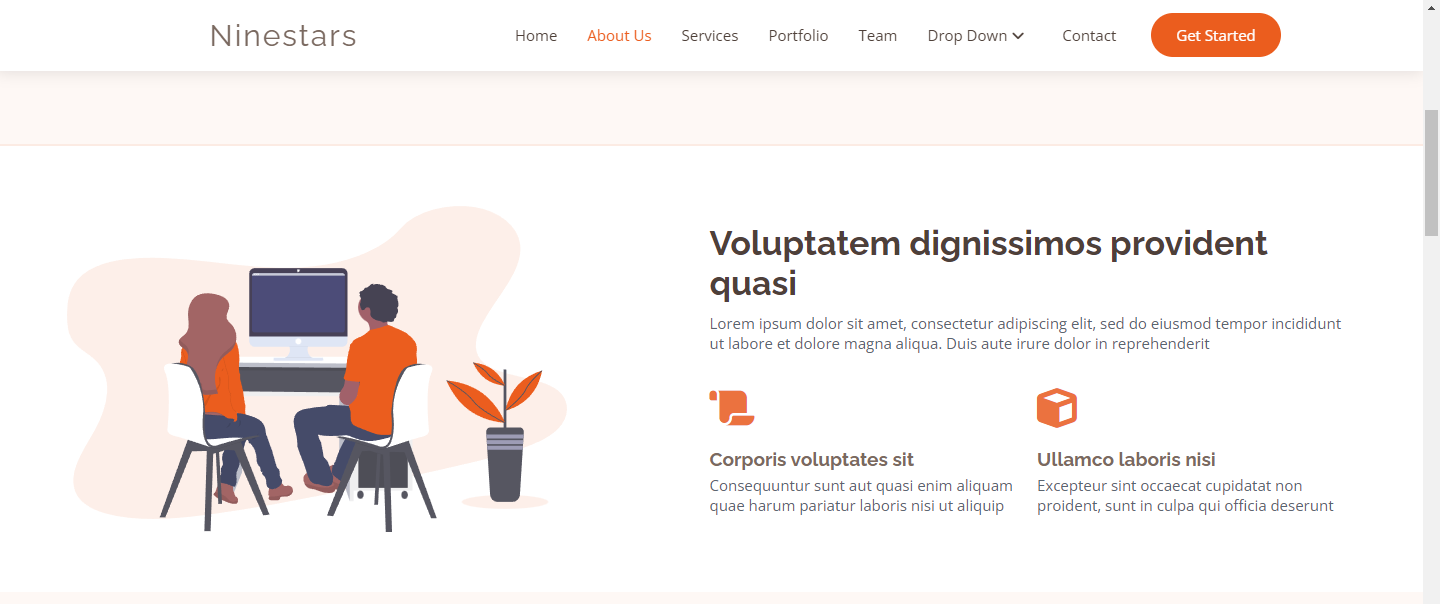 Ninestars
Home
About Us
Services
Portfolio
Team
Drop Down
Contact
Get Started
Voluptatem dignissimos provident
quasi
Lorem ipsum dolor sit amet, consectetur adipiscing elit, sed do eiusmod tempor incididunt
ut labore et dolore magna aliqua. Duis aute irure dolor in reprehenderit
Corporis voluptates sit
Consequuntur sunt aut quasi enim aliquam
quae harum pariatur laboris nisi ut aliquip
Ullamco laboris nisi
Excepteur sint occaecat cupidatat non
proident, sunt in culpa qui officia deserunt